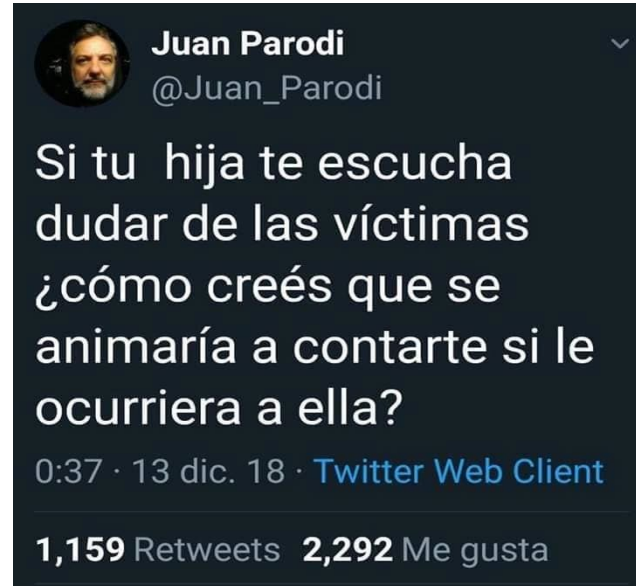 Juan Parodi
@Juan_Parodi
Si tu hija te escucha
dudar de las víctimas
¿cómo creés que se
animaría a contarte si le
ocurriera a ella?
0:37 · 13 dic. 18 · Twitter Web Client
1,159 Retweets 2,292 Me gusta